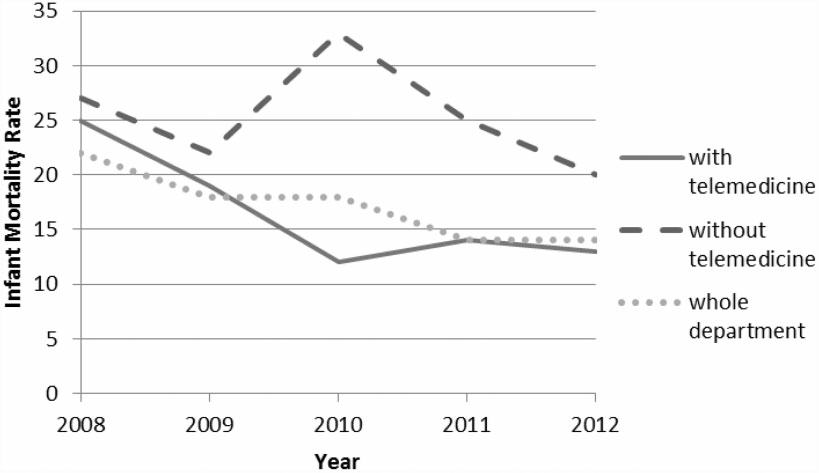 35
30
25
20
15
10
5
0
Infant Mortality Rate
2008 2009 2010 2011 2012
Year
with
telemedicine
without
telemedicine
whole
department